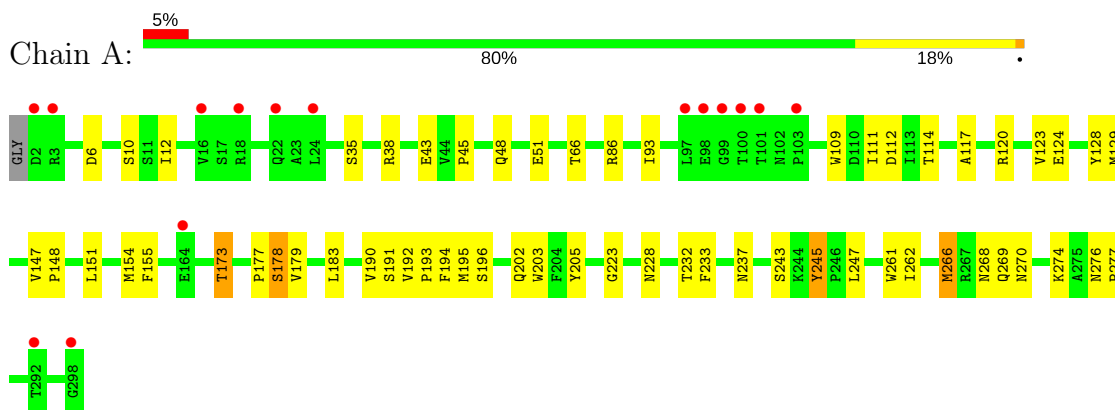 5%
Chain A:
80% 18% •
GLY D2 R3 D6 S10 S11 I12 V16 S17 R18 Q22 A23 L24 S35 R38 E43 V44 P45 Q48 E51 T66 R86 I93 L97 E98 G99 T100 T101 N102 P103 W109 D110 I111 D112 I113 T114 A117 R120 V123 E124 Y128 M129
V147 P148 L151 M154 F155 E164 T173 P177 S178 V179 L183 V190 S191 V192 P193 F194 M195 S196 Q202 W203 F204 Y205 G223 N228 T232 F233 N237 S243 K244 Y245 P246 L247 W261 I262 M266 R267 N268 Q269 N270 K274 A275 N276
T292 G298